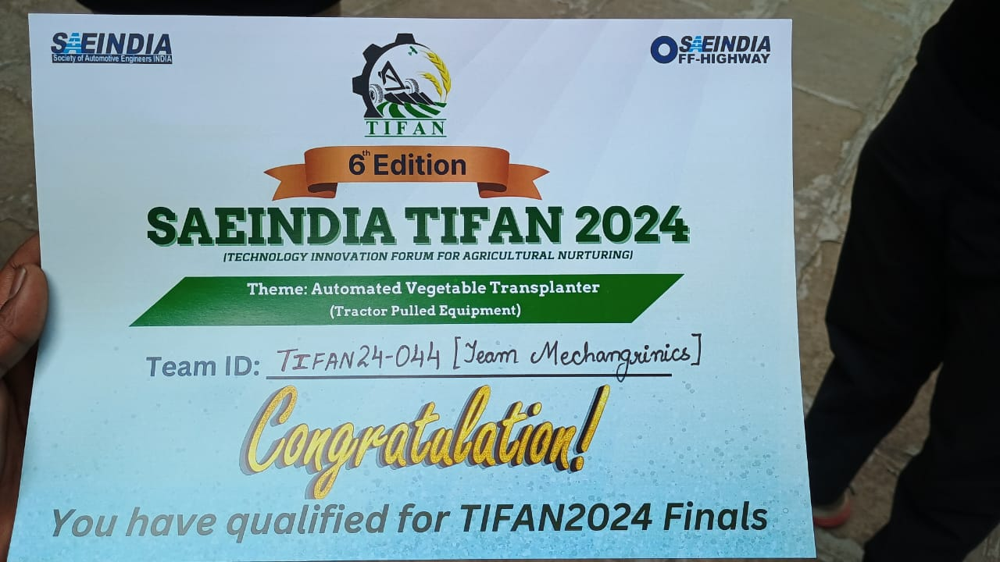 SAEINDIA
Society of Automotive Engineers INDIA
SAEINDIA
FF-HIGHWAY
TIFAN
6th Edition
SAEINDIA TIFAN 2024
(TECHNOLOGY INNOVATION FORUM FOR AGRICULTURAL NURTURING)
Theme: Automated Vegetable Transplanter
(Tractor Pulled Equipment)
Team ID: TIFAN24-044 [Team Mechangrinics]
Congratulation!
You have qualified for TIFAN2024 Finals